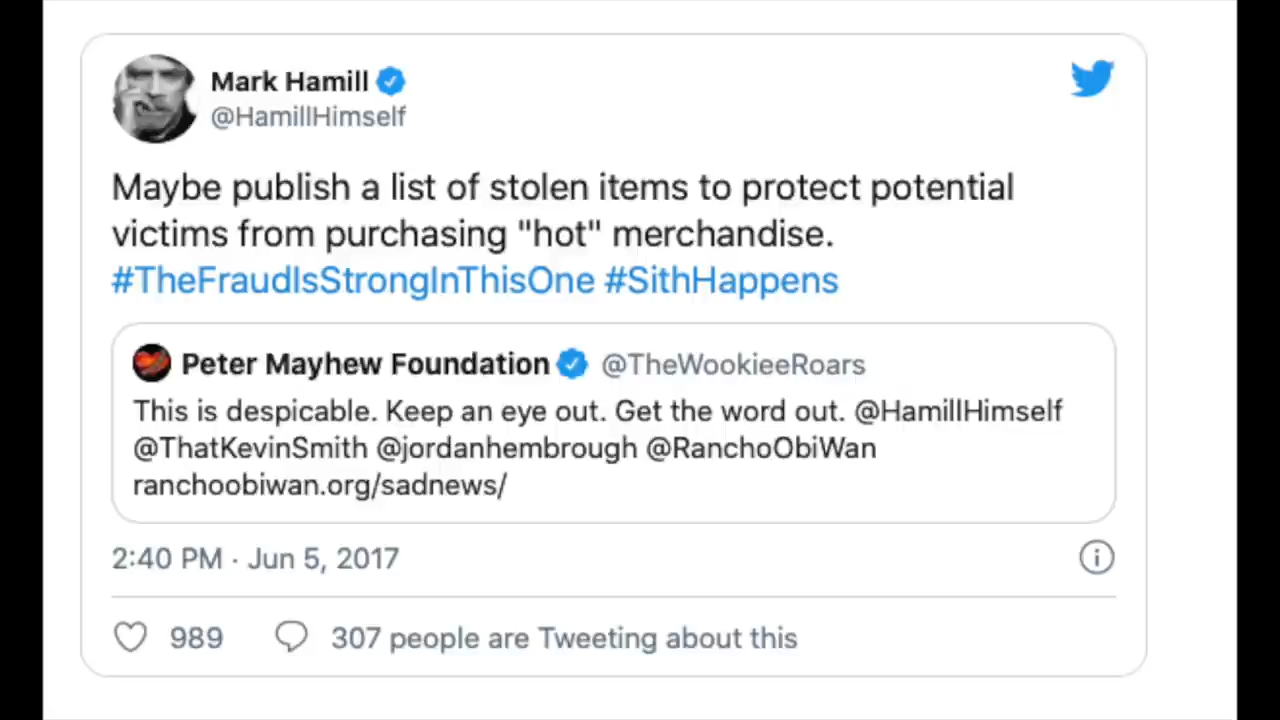 Mark Hamill
@HamillHimself
Maybe publish a list of stolen items to protect potential
victims from purchasing "hot" merchandise.
#TheFraudIsStrongInThisOne #SithHappens
Peter Mayhew Foundation @TheWookieeRoars
This is despicable. Keep an eye out. Get the word out. @HamillHimself
@ThatKevinSmith @jordanhembrough @RanchoObiWan
ranchoobiwan.org/sadnews/
2:40 PM · Jun 5, 2017
989 307 people are Tweeting about this